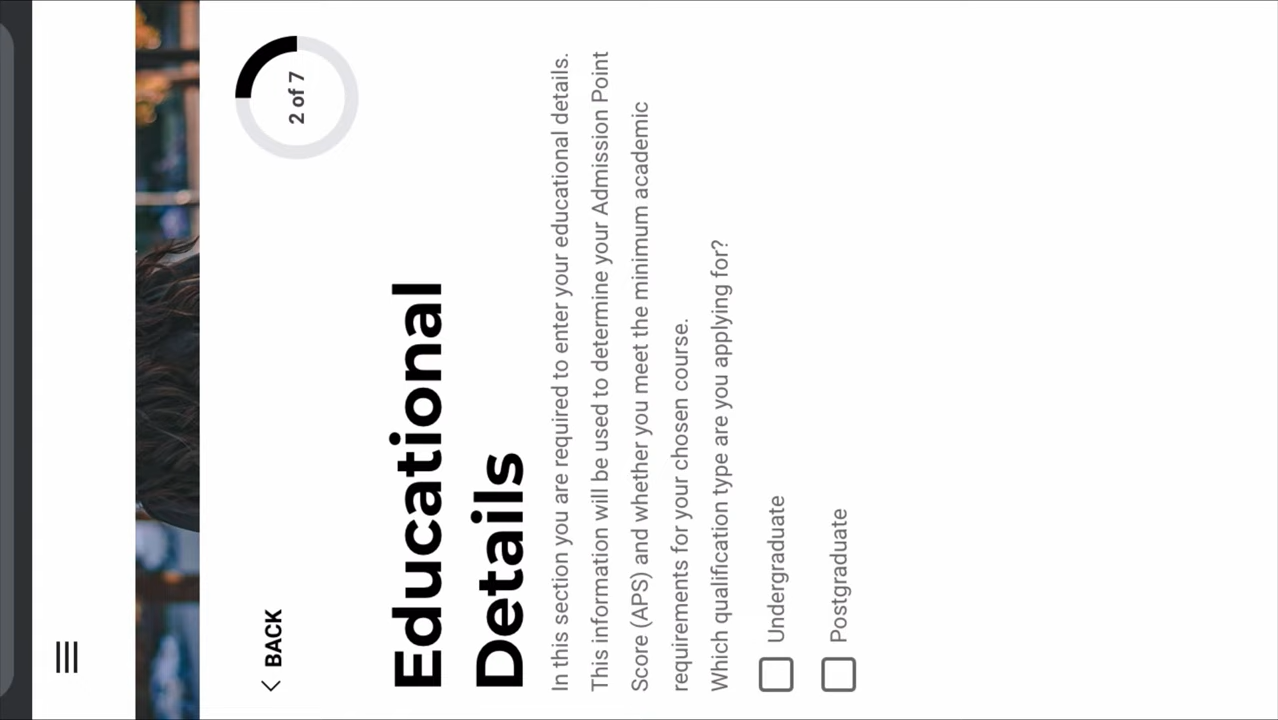 BACK
2 of 7
Educational
Details
In this section you are required to enter your educational details.
This information will be used to determine your Admission Point
Score (APS) and whether you meet the minimum academic
requirements for your chosen course.
Which qualification type are you applying for?
Undergraduate
Postgraduate